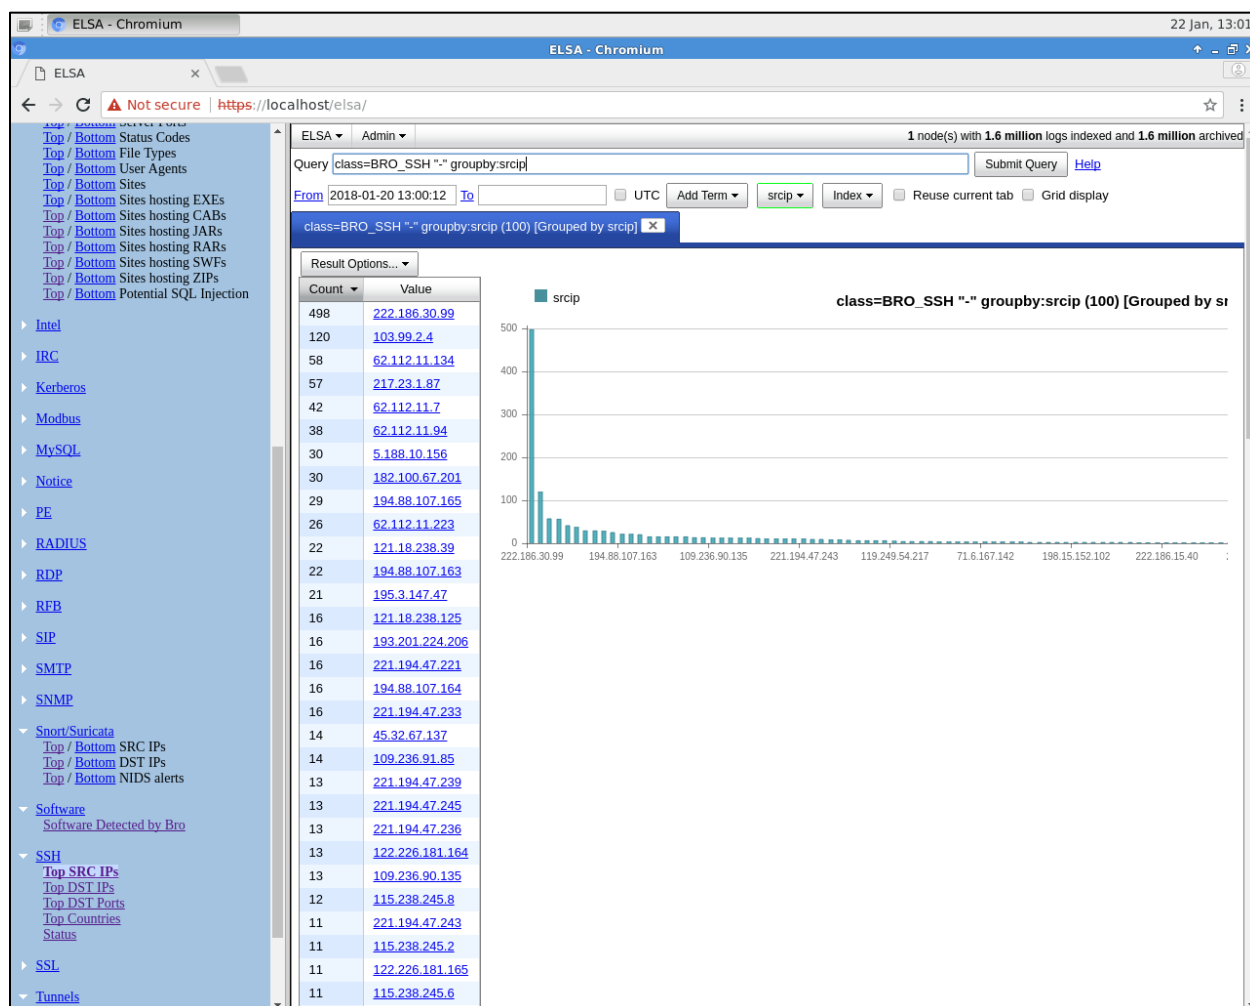 ELSA - Chromium
22 Jan, 13:01
ELSA - Chromium
ELSA
Not secure | https://localhost/elsa/
Top / Bottom Server Ports
Top / Bottom Status Codes
Top / Bottom File Types
Top / Bottom User Agents
Top / Bottom Sites
Top / Bottom Sites hosting EXEs
Top / Bottom Sites hosting CABs
Top / Bottom Sites hosting JARs
Top / Bottom Sites hosting RARs
Top / Bottom Sites hosting SWFs
Top / Bottom Sites hosting ZIPs
Top / Bottom Potential SQL Injection
Intel
IRC
Kerberos
Modbus
MySQL
Notice
PE
RADIUS
RDP
RFB
SIP
SMTP
SNMP
Snort/Suricata
Top / Bottom SRC IPs
Top / Bottom DST IPs
Top / Bottom NIDS alerts
Software
Software Detected by Bro
SSH
Top SRC IPs
Top DST IPs
Top DST Ports
Top Countries
Status
SSL
Tunnels
ELSA Admin 1 node(s) with 1.6 million logs indexed and 1.6 million archived
Query class=BRO_SSH "-" groupby:srcip Submit Query Help
From 2018-01-20 13:00:12 To UTC Add Term srcip Index Reuse current tab Grid display
class=BRO_SSH "-" groupby:srcip (100) [Grouped by srcip]
Result Options...
Count Value
498 222.186.30.99
120 103.99.2.4
58 62.112.11.134
57 217.23.1.87
42 62.112.11.7
38 62.112.11.94
30 5.188.10.156
30 182.100.67.201
29 194.88.107.165
26 62.112.11.223
22 121.18.238.39
22 194.88.107.163
21 195.3.147.47
16 121.18.238.125
16 193.201.224.206
16 221.194.47.221
16 194.88.107.164
16 221.194.47.233
14 45.32.67.137
14 109.236.91.85
13 221.194.47.239
13 221.194.47.245
13 221.194.47.236
13 122.226.181.164
13 109.236.90.135
12 115.238.245.8
11 221.194.47.243
11 115.238.245.2
11 122.226.181.165
11 115.238.245.6
srcip
class=BRO_SSH "-" groupby:srcip (100) [Grouped by sr
500
400
300
200
100
0
222.186.30.99 194.88.107.163 109.236.90.135 221.194.47.243 119.249.54.217 71.6.167.142 198.15.152.102 222.186.15.40